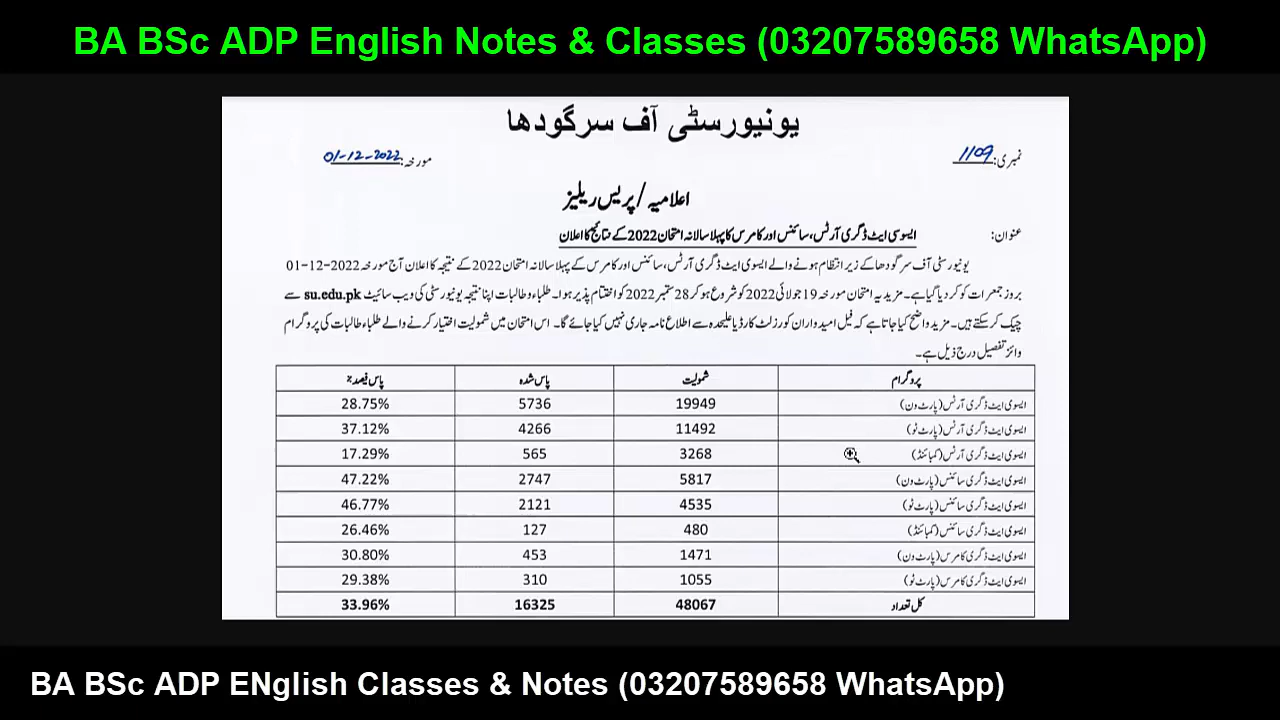 BA BSc ADP English Notes & Classes (03207589658 WhatsApp)
یونیورسٹی آف سرگودھا
نمبری: 1109 مورخہ: 01-12-2022
اعلامیہ / پریس ریلیز
عنوان: ایسوسی ایٹ ڈگری آرٹس، سائنس اور کامرس کا پہلا سالانہ امتحان 2022 کے نتائج کا اعلان
یونیورسٹی آف سرگودھا کے زیر انتظام ہونے والے ایسوسی ایٹ ڈگری آرٹس، سائنس اور کامرس کے پہلا سالانہ امتحان 2022 کے نتیجہ کا اعلان آج مورخہ 01-12-2022
بروز جمعرات کو کر دیا گیا ہے۔ مزید یہ امتحان مورخہ 19 جولائی 2022 کو شروع ہو کر 28 ستمبر 2022 کو اختتام پذیر ہوا۔ طلباء و طالبات اپنا نتیجہ یونیورسٹی کی ویب سائیٹ su.edu.pk سے
چیک کر سکتے ہیں۔ مزید واضح کیا جاتا ہے کہ فیل امیدواران کو رزلٹ کارڈ یا علیحدہ سے اطلاع نامہ جاری نہیں کیا جائے گا۔ اس امتحان میں شمولیت اختیار کرنے والے طلباء طالبات کی پروگرام
وائز تفصیل درج ذیل ہے۔
پروگرام شمولیت پاس شدہ پاس فیصد %
ایسوسی ایٹ ڈگری آرٹس (پارٹ ون) 19949 5736 28.75%
ایسوسی ایٹ ڈگری آرٹس (پارٹ ٹو) 11492 4266 37.12%
ایسوسی ایٹ ڈگری آرٹس (کمبائنڈ) 3268 565 17.29%
ایسوسی ایٹ ڈگری سائنس (پارٹ ون) 5817 2747 47.22%
ایسوسی ایٹ ڈگری سائنس (پارٹ ٹو) 4535 2121 46.77%
ایسوسی ایٹ ڈگری سائنس (کمبائنڈ) 480 127 26.46%
ایسوسی ایٹ ڈگری کامرس (پارٹ ون) 1471 453 30.80%
ایسوسی ایٹ ڈگری کامرس (پارٹ ٹو) 1055 310 29.38%
کل تعداد 48067 16325 33.96%
BA BSc ADP ENglish Classes & Notes (03207589658 WhatsApp)